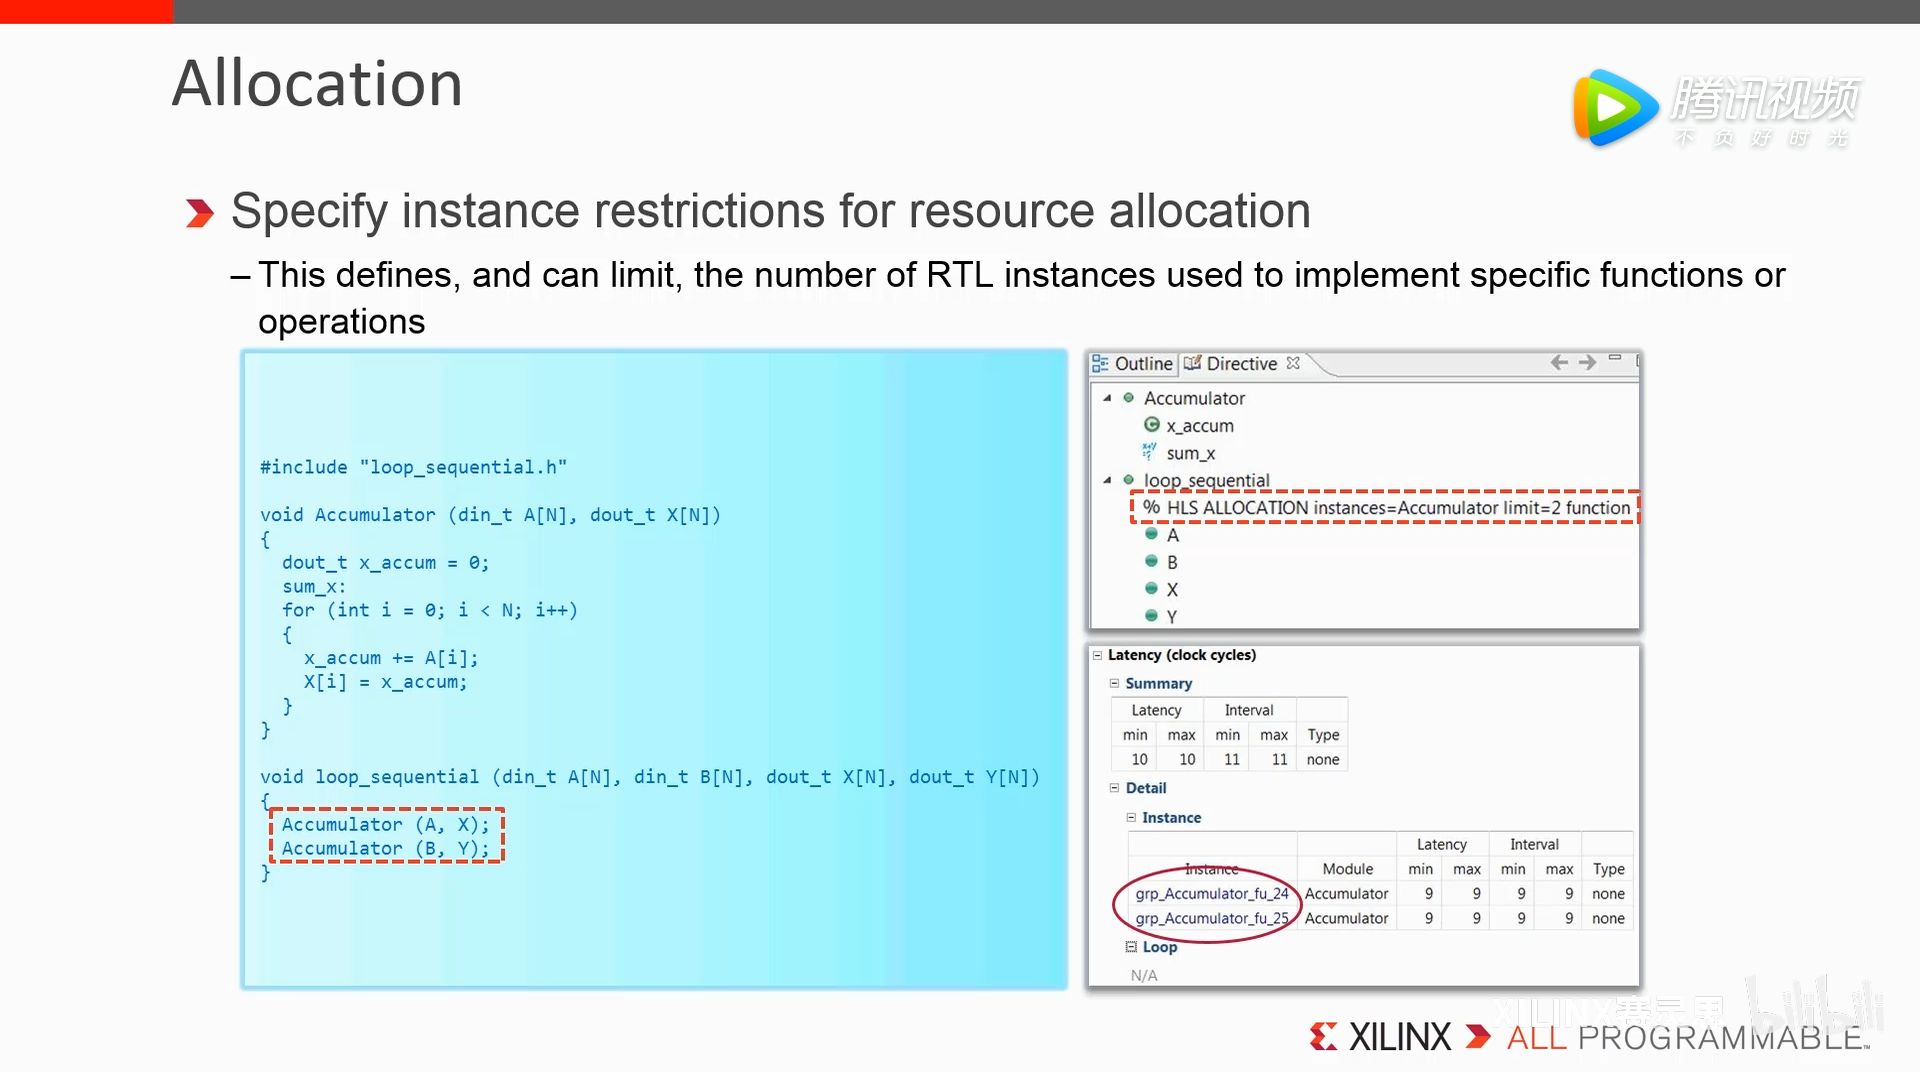 Allocation
腾讯视频
不负好时光
Specify instance restrictions for resource allocation
– This defines, and can limit, the number of RTL instances used to implement specific functions or
operations
#include "loop_sequential.h"
void Accumulator (din_t A[N], dout_t X[N])
{
dout_t x_accum = 0;
sum_x:
for (int i = 0; i < N; i++)
{
x_accum += A[i];
X[i] = x_accum;
}
}
void loop_sequential (din_t A[N], din_t B[N], dout_t X[N], dout_t Y[N])
{
Accumulator (A, X);
Accumulator (B, Y);
}
Outline Directive
Accumulator
x_accum
sum_x
loop_sequential
% HLS ALLOCATION instances=Accumulator limit=2 function
A
B
X
Y
Latency (clock cycles)
Summary
Latency Interval
min max min max Type
10 10 11 11 none
Detail
Instance
Latency Interval
Instance Module min max min max Type
grp_Accumulator_fu_24 Accumulator 9 9 9 9 none
grp_Accumulator_fu_25 Accumulator 9 9 9 9 none
Loop
N/A
XILINX赛灵思 bilibili
XILINX ALL PROGRAMMABLE™